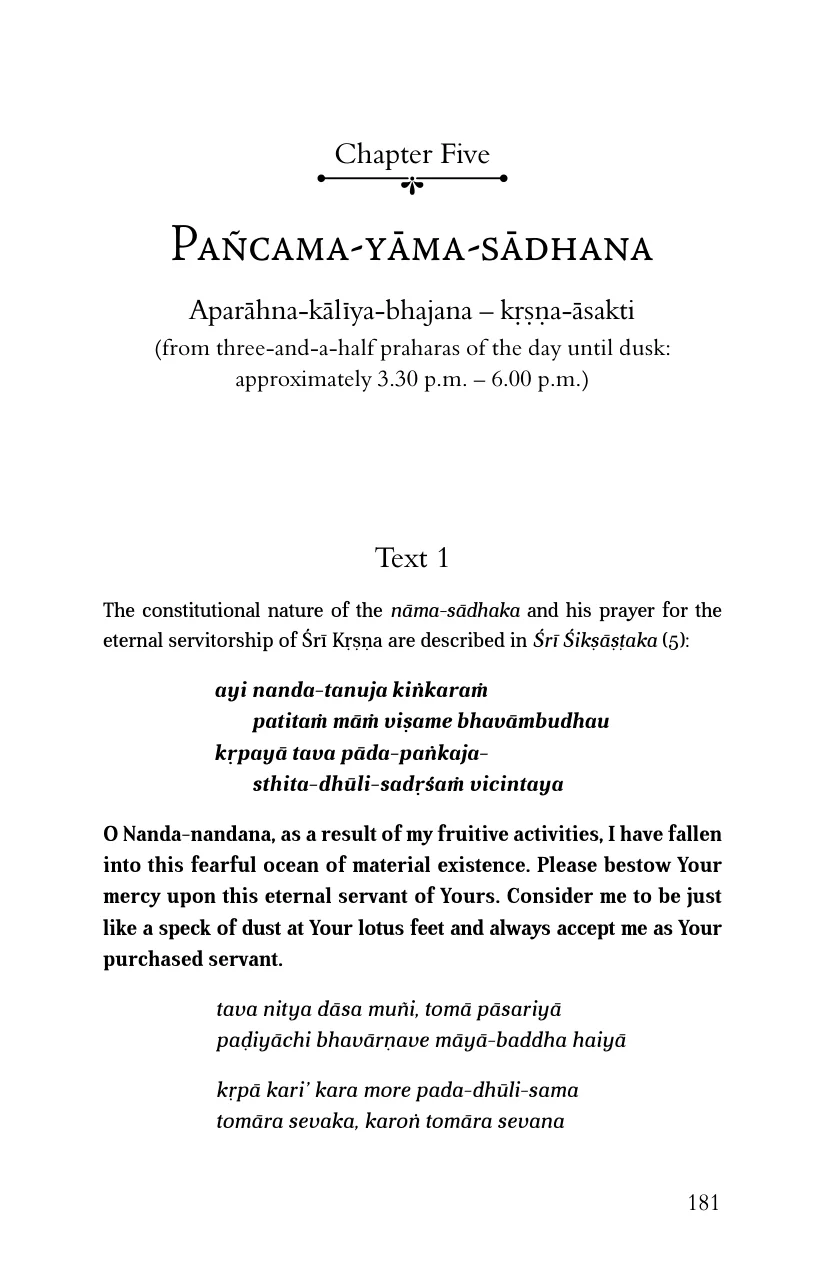 Chapter Five
Pañcama-yāma-sādhana
Aparāhna-kālīya-bhajana – kṛṣṇa-āsakti
(from three-and-a-half praharas of the day until dusk:
approximately 3.30 p.m. – 6.00 p.m.)
Text 1
The constitutional nature of the nāma-sādhaka and his prayer for the
eternal servitorship of Śrī Kṛṣṇa are described in Śrī Śikṣāṣṭaka (5):
ayi nanda-tanuja kiṅkaraṁ
patitaṁ māṁ viṣame bhavāmbudhau
kṛpayā tava pāda-paṅkaja-
sthita-dhūli-sadṛśaṁ vicintaya
O Nanda-nandana, as a result of my fruitive activities, I have fallen
into this fearful ocean of material existence. Please bestow Your
mercy upon this eternal servant of Yours. Consider me to be just
like a speck of dust at Your lotus feet and always accept me as Your
purchased servant.
tava nitya dāsa muñi, tomā pāsariyā
paḍiyāchi bhavārṇave māyā-baddha haiyā
kṛpā kari’ kara more pada-dhūli-sama
tomāra sevaka, karoṅ tomāra sevana
181